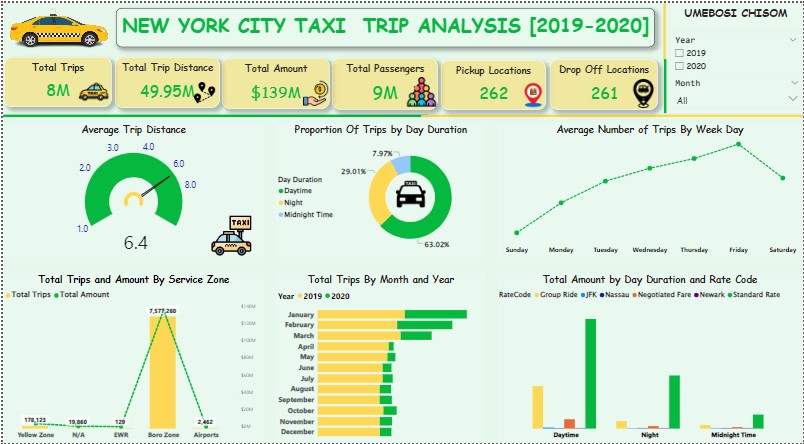 NEW YORK CITY TAXI TRIP ANALYSIS [2019-2020]
UMEBOSI CHISOM
Year
2019
2020
Month
All
Total Trips
8M
Total Trip Distance
49.95M
Total Amount
$139M
Total Passengers
9M
Pickup Locations
262
Drop Off Locations
261
Average Trip Distance
1.0
2.0
3.0
4.0
6.0
8.0
6.4
TAXI
Proportion Of Trips by Day Duration
Day Duration
Daytime
Night
Midnight Time
7.97%
29.01%
63.02%
TAXI
Average Number of Trips By Week Day
Sunday
Monday
Tuesday
Wednesday
Thursday
Friday
Saturday
Total Trips and Amount By Service Zone
Total Trips
Total Amount
178,123
19,860
129
7,577,260
2,462
$140M
$120M
$100M
$80M
$60M
$40M
$20M
$0M
Yellow Zone
N/A
EWR
Boro Zone
Airports
Total Trips By Month and Year
Year 2019 2020
January
February
March
April
May
June
July
August
September
October
November
December
Total Amount by Day Duration and Rate Code
RateCode Group Ride JFK Nassau Negotiated Fare Newark Standard Rate
Daytime
Night
Midnight Time